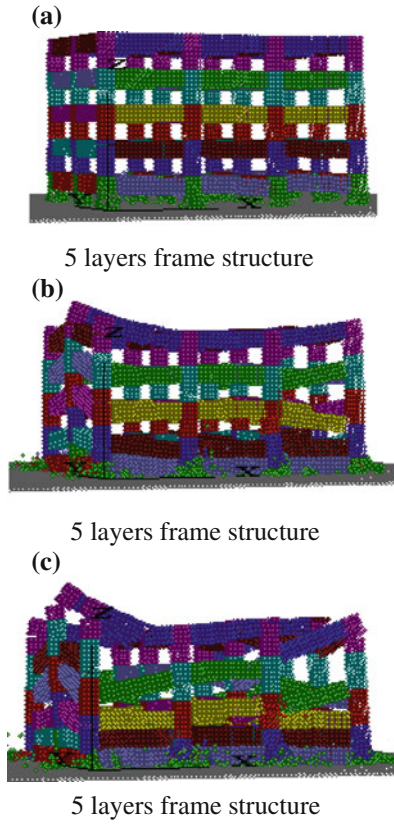 (a)
Z
Y X
5 layers frame structure
(b)
Z
Y X
5 layers frame structure
(c)
Z
Y X
5 layers frame structure